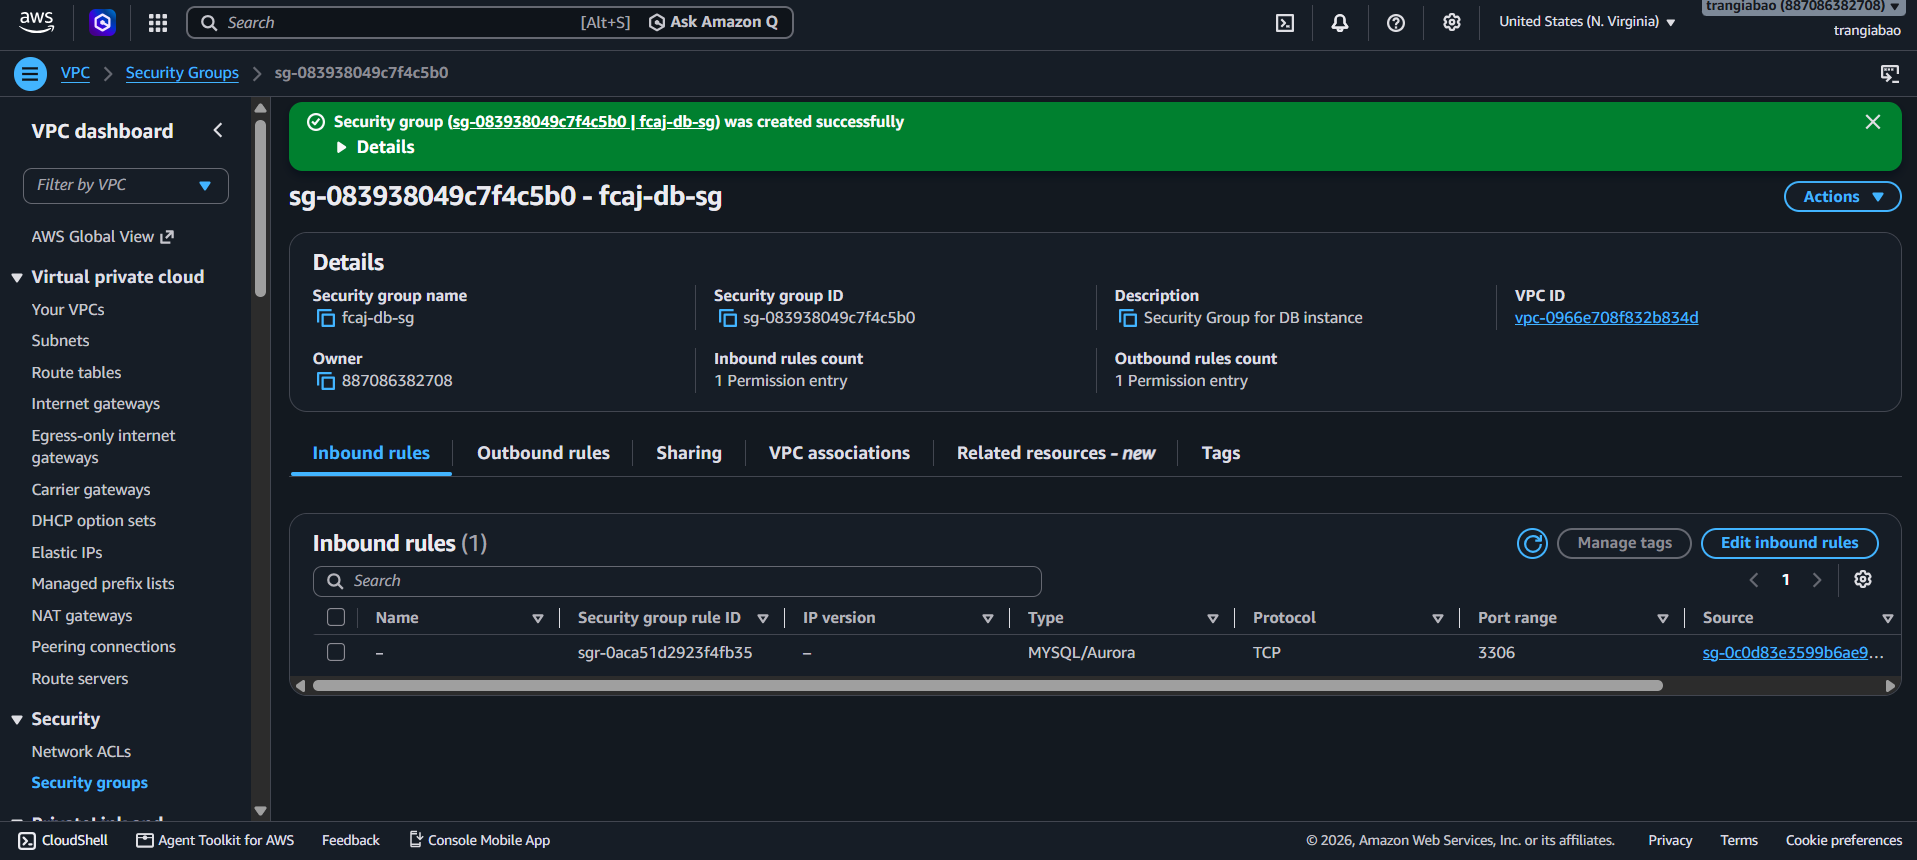 aws
Search [Alt+S] Ask Amazon Q
United States (N. Virginia)
trangiabao (887086382708)
trangiabao
VPC
Security Groups
sg-083938049c7f4c5b0
VPC dashboard
Filter by VPC
AWS Global View
Virtual private cloud
Your VPCs
Subnets
Route tables
Internet gateways
Egress-only internet
gateways
Carrier gateways
DHCP option sets
Elastic IPs
Managed prefix lists
NAT gateways
Peering connections
Route servers
Security
Network ACLs
Security groups
Security group (sg-083938049c7f4c5b0 | fcaj-db-sg) was created successfully
Details
sg-083938049c7f4c5b0 - fcaj-db-sg
Actions
Details
Security group name
fcaj-db-sg
Security group ID
sg-083938049c7f4c5b0
Description
Security Group for DB instance
VPC ID
vpc-0966e708f832b834d
Owner
887086382708
Inbound rules count
1 Permission entry
Outbound rules count
1 Permission entry
Inbound rules
Outbound rules
Sharing
VPC associations
Related resources - new
Tags
Inbound rules (1)
Manage tags
Edit inbound rules
Search
1
Name Security group rule ID IP version Type Protocol Port range Source
– sgr-0aca51d2923f4fb35 – MYSQL/Aurora TCP 3306 sg-0c0d83e3599b6ae9...
CloudShell
Agent Toolkit for AWS
Feedback
Console Mobile App
© 2026, Amazon Web Services, Inc. or its affiliates.
Privacy
Terms
Cookie preferences